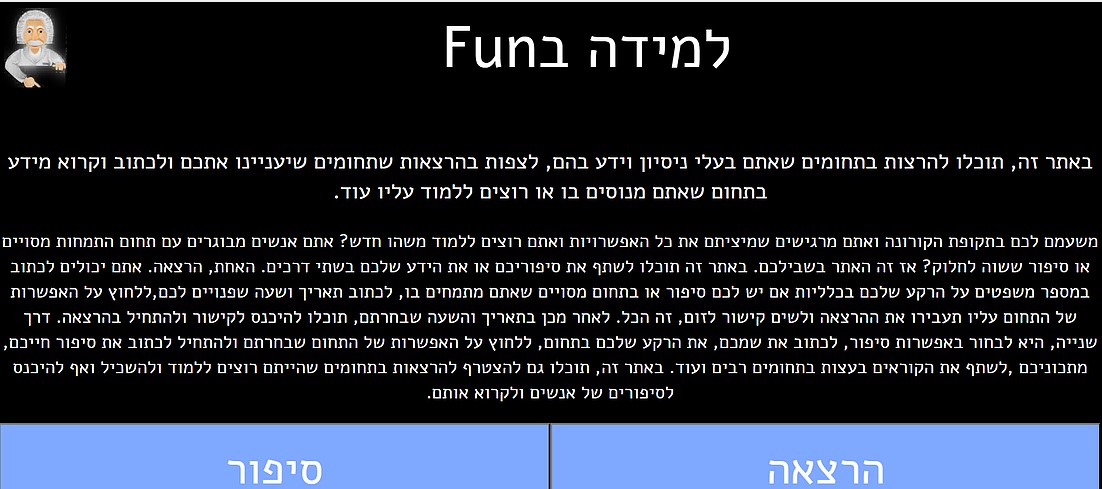 למידה בFun
באתר זה, תוכלו להרצות בתחומים שאתם בעלי ניסיון וידע בהם, לצפות בהרצאות שתחומים שיעניינו אתכם ולכתוב וקרוא מידע
בתחום שאתם מנוסים בו או רוצים ללמוד עליו עוד.
משעמם לכם בתקופת הקורונה ואתם מרגישים שמיציתם את כל האפשרויות ואתם רוצים ללמוד משהו חדש? אתם אנשים מבוגרים עם תחום התמחות מסויים
או סיפור ששוה לחלוק? אז זה האתר בשבילכם. באתר זה תוכלו לשתף את סיפוריכם או את הידע שלכם בשתי דרכים. האחת, הרצאה. אתם יכולים לכתוב
במספר משפטים על הרקע שלכם בכלליות אם יש לכם סיפור או בתחום מסויים שאתם מתמחים בו, לכתוב תאריך ושעה שפנויים לכם,ללחוץ על האפשרות
של התחום עליו תעבירו את ההרצאה ולשים קישור לזום, זה הכל. לאחר מכן בתאריך והשעה שבחרתם, תוכלו להיכנס לקישור ולהתחיל בהרצאה. דרך
שנייה, היא לבחור באפשרות סיפור, לכתוב את שמכם, את הרקע שלכם בתחום, ללחוץ על האפשרות של התחום שבחרתם ולהתחיל לכתוב את סיפור חייכם,
מתכוניכם ,לשתף את הקוראים בעצות בתחומים רבים ועוד. באתר זה, תוכלו גם להצטרף להרצאות בתחומים שהייתם רוצים ללמוד ולהשכיל ואף להיכנס
לסיפורים של אנשים ולקרוא אותם.
הרצאה
סיפור